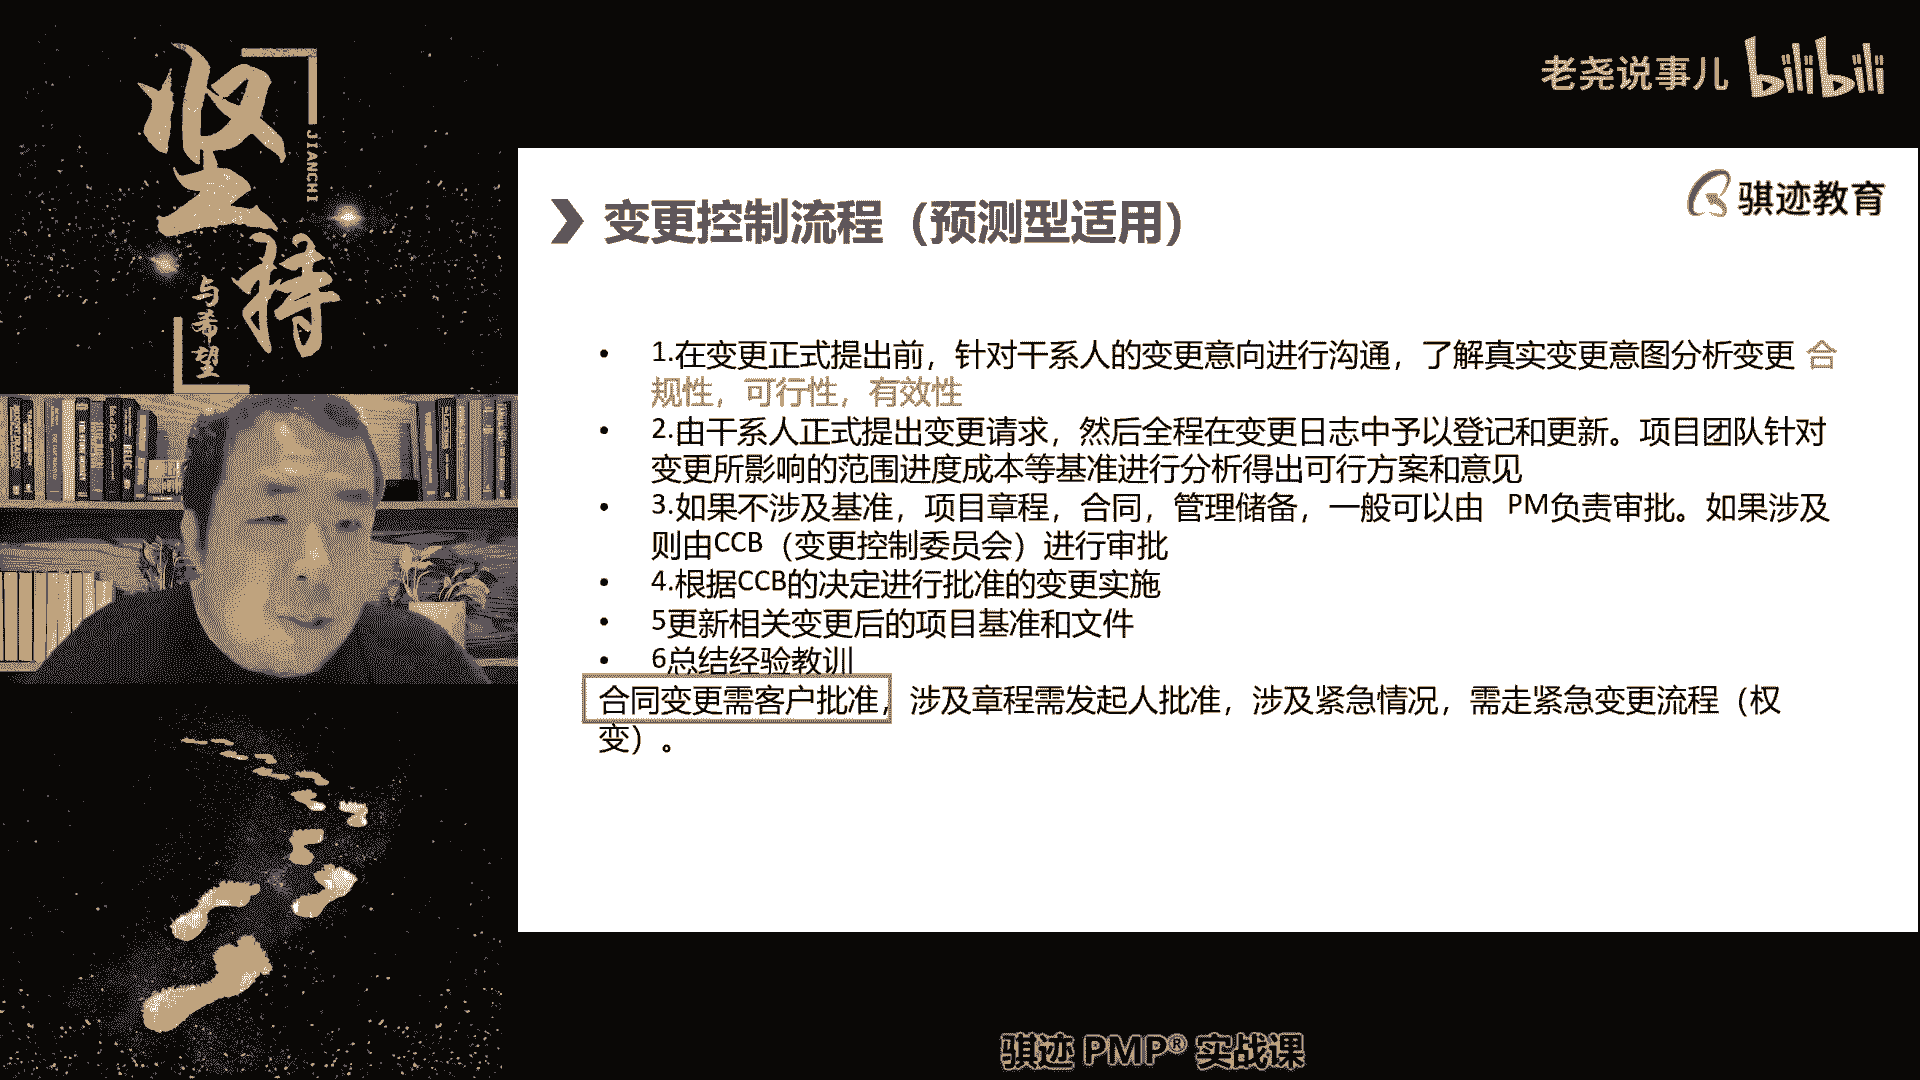 坚持
JIANCHI
与希望
老尧说事儿 bilibili
骐迹教育
变更控制流程（预测型适用）
• 1.在变更正式提出前，针对干系人的变更意向进行沟通，了解真实变更意图分析变更 合
规性，可行性，有效性
• 2.由干系人正式提出变更请求，然后全程在变更日志中予以登记和更新。项目团队针对
变更所影响的范围进度成本等基准进行分析得出可行方案和意见
• 3.如果不涉及基准，项目章程，合同，管理储备，一般可以由 PM负责审批。如果涉及
则由CCB（变更控制委员会）进行审批
• 4.根据CCB的决定进行批准的变更实施
• 5更新相关变更后的项目基准和文件
• 6总结经验教训
合同变更需客户批准，涉及章程需发起人批准，涉及紧急情况，需走紧急变更流程（权
变）。
骐迹 PMP® 实战课